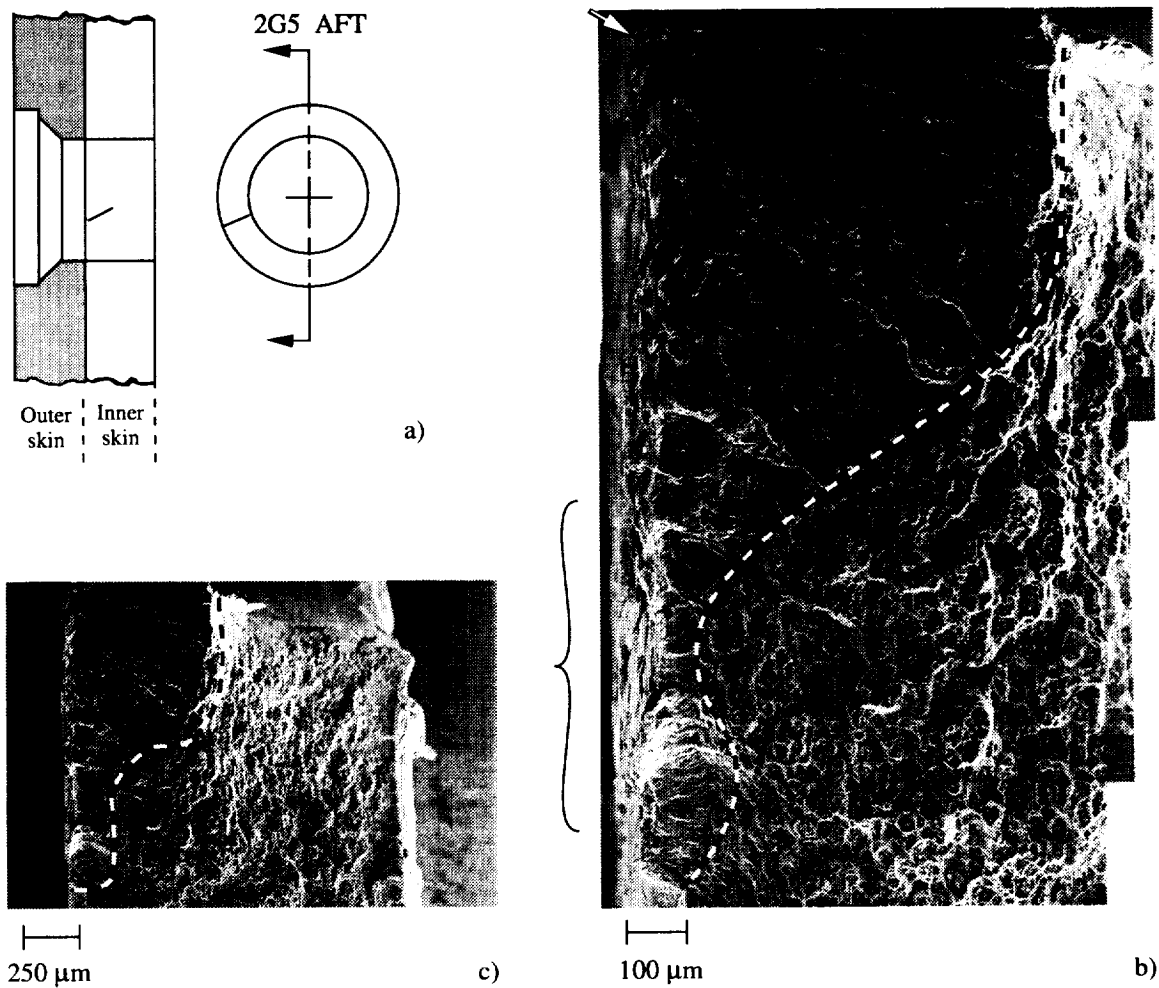 2G5 AFT
Outer skin
Inner skin
a)
250 μm
c)
100 μm
b)